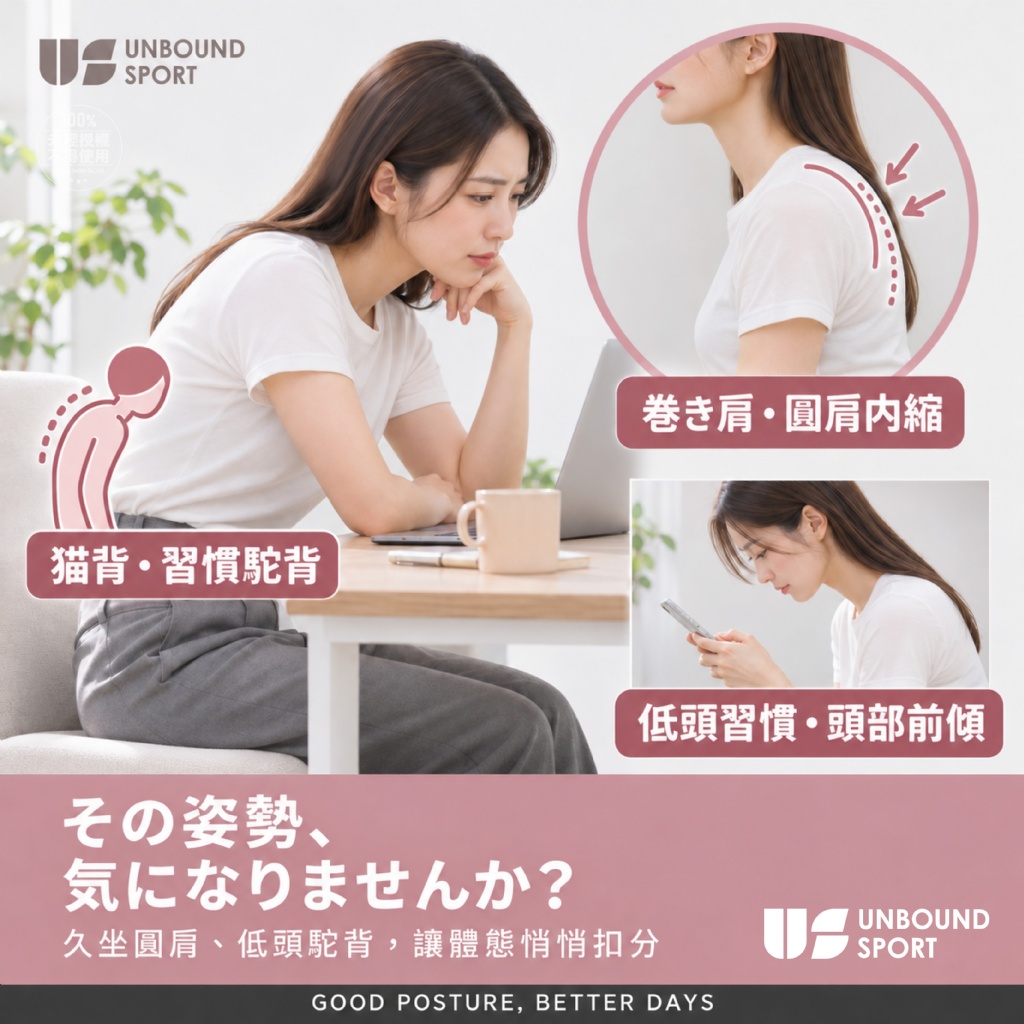 UNBOUND
SPORT
100%
巻き肩・圓肩内縮
猫背・習慣駝背
低頭習慣・頭部前傾
その姿勢、
気になりませんか？
久坐圓肩、低頭駝背，讓體態悄悄扣分
UNBOUND
SPORT
GOOD POSTURE, BETTER DAYS